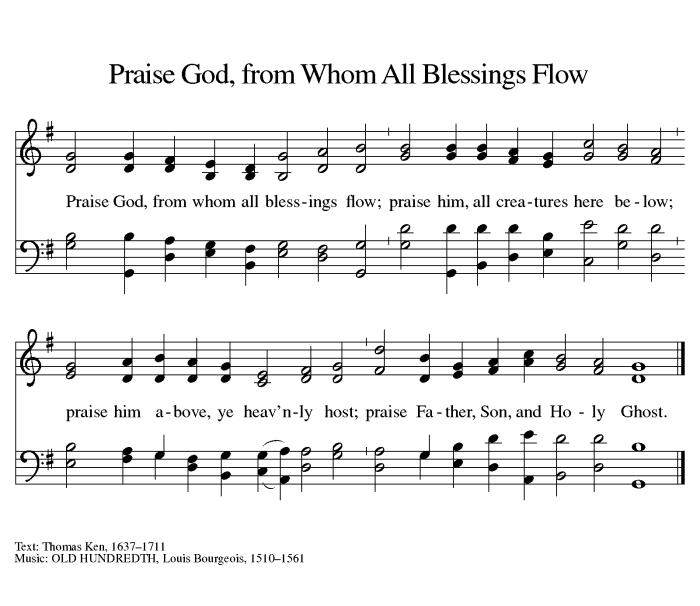 Praise God, from Whom All Blessings Flow
Praise God, from whom all bless-ings flow; praise him, all crea-tures here be-low;
praise him a-bove, ye heav'n-ly host; praise Fa-ther, Son, and Ho-ly Ghost.
Text: Thomas Ken, 1637–1711
Music: OLD HUNDREDTH, Louis Bourgeois, 1510–1561